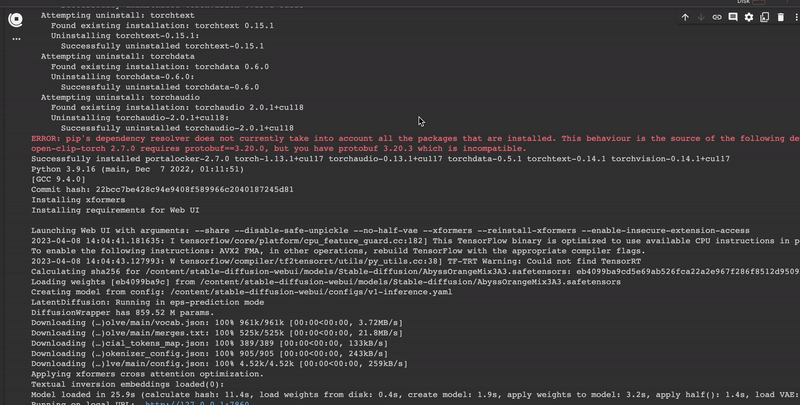 Disk
Attempting uninstall: torchtext
Found existing installation: torchtext 0.15.1
Uninstalling torchtext-0.15.1:
Successfully uninstalled torchtext-0.15.1
Attempting uninstall: torchdata
Found existing installation: torchdata 0.6.0
Uninstalling torchdata-0.6.0:
Successfully uninstalled torchdata-0.6.0
Attempting uninstall: torchaudio
Found existing installation: torchaudio 2.0.1+cu118
Uninstalling torchaudio-2.0.1+cu118:
Successfully uninstalled torchaudio-2.0.1+cu118
ERROR: pip's dependency resolver does not currently take into account all the packages that are installed. This behaviour is the source of the following de
open-clip-torch 2.7.0 requires protobuf==3.20.0, but you have protobuf 3.20.3 which is incompatible.
Successfully installed portalocker-2.7.0 torch-1.13.1+cu117 torchaudio-0.13.1+cu117 torchdata-0.5.1 torchtext-0.14.1 torchvision-0.14.1+cu117
Python 3.9.16 (main, Dec 7 2022, 01:11:51)
[GCC 9.4.0]
Commit hash: 22bcc7be428c94e9408f589966c2040187245d81
Installing xformers
Installing requirements for Web UI
Launching Web UI with arguments: --share --disable-safe-unpickle --no-half-vae --xformers --reinstall-xformers --enable-insecure-extension-access
2023-04-08 14:04:41.181635: I tensorflow/core/platform/cpu_feature_guard.cc:182] This TensorFlow binary is optimized to use available CPU instructions in p
To enable the following instructions: AVX2 FMA, in other operations, rebuild TensorFlow with the appropriate compiler flags.
2023-04-08 14:04:43.127993: W tensorflow/compiler/tf2tensorrt/utils/py_utils.cc:38] TF-TRT Warning: Could not find TensorRT
Calculating sha256 for /content/stable-diffusion-webui/models/Stable-diffusion/AbyssOrangeMix3A3.safetensors: eb4099ba9cd5e69ab526fca22a2e967f286f8512d9509
Loading weights [eb4099ba9c] from /content/stable-diffusion-webui/models/Stable-diffusion/AbyssOrangeMix3A3.safetensors
Creating model from config: /content/stable-diffusion-webui/configs/v1-inference.yaml
LatentDiffusion: Running in eps-prediction mode
DiffusionWrapper has 859.52 M params.
Downloading (…)olve/main/vocab.json: 100% 961k/961k [00:00<00:00, 3.72MB/s]
Downloading (…)olve/main/merges.txt: 100% 525k/525k [00:00<00:00, 21.8MB/s]
Downloading (…)cial_tokens_map.json: 100% 389/389 [00:00<00:00, 133kB/s]
Downloading (…)okenizer_config.json: 100% 905/905 [00:00<00:00, 243kB/s]
Downloading (…)lve/main/config.json: 100% 4.52k/4.52k [00:00<00:00, 259kB/s]
Applying xformers cross attention optimization.
Textual inversion embeddings loaded(0):
Model loaded in 25.9s (calculate hash: 11.4s, load weights from disk: 0.4s, create model: 1.9s, apply weights to model: 3.2s, apply half(): 1.4s, load VAE:
Running on local URL: http://127.0.0.1:7860